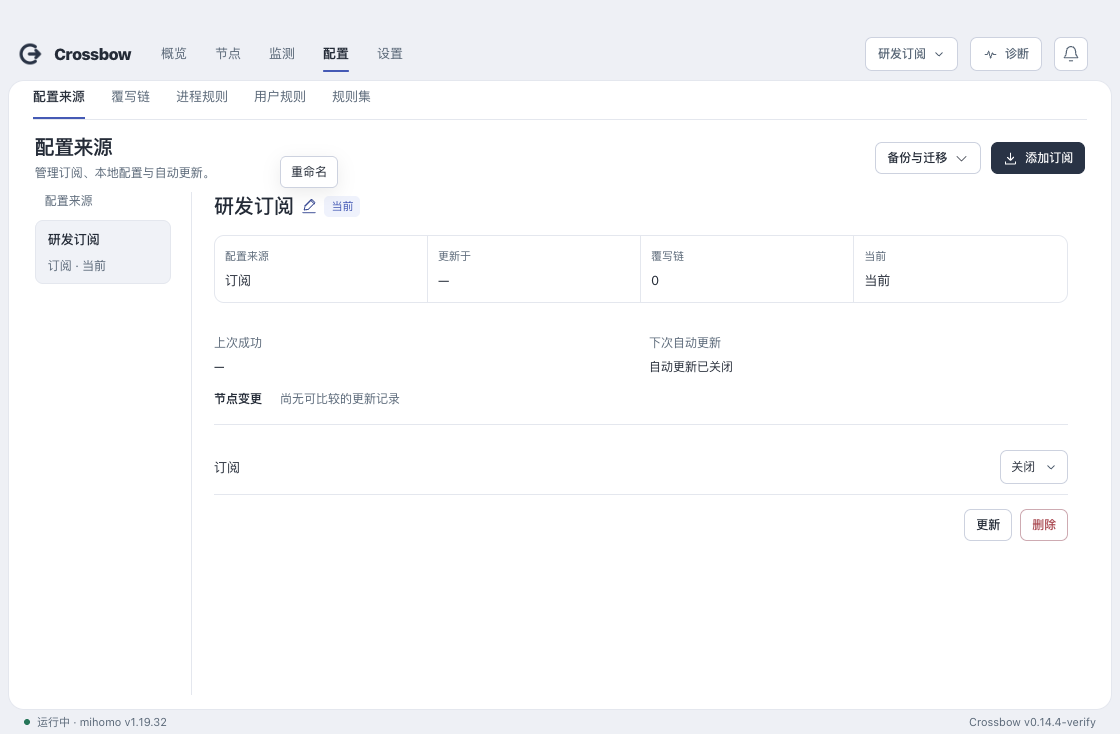 Crossbow
概览
节点
监测
配置
设置
研发订阅
诊断
配置来源
覆写链
进程规则
用户规则
规则集
配置来源
管理订阅、本地配置与自动更新。
备份与迁移
添加订阅
重命名
配置来源
研发订阅
订阅 · 当前
研发订阅
当前
配置来源
订阅
更新于
—
覆写链
0
当前
当前
上次成功
—
下次自动更新
自动更新已关闭
节点变更 尚无可比较的更新记录
订阅
关闭
更新
删除
运行中 · mihomo v1.19.32
Crossbow v0.14.4-verify